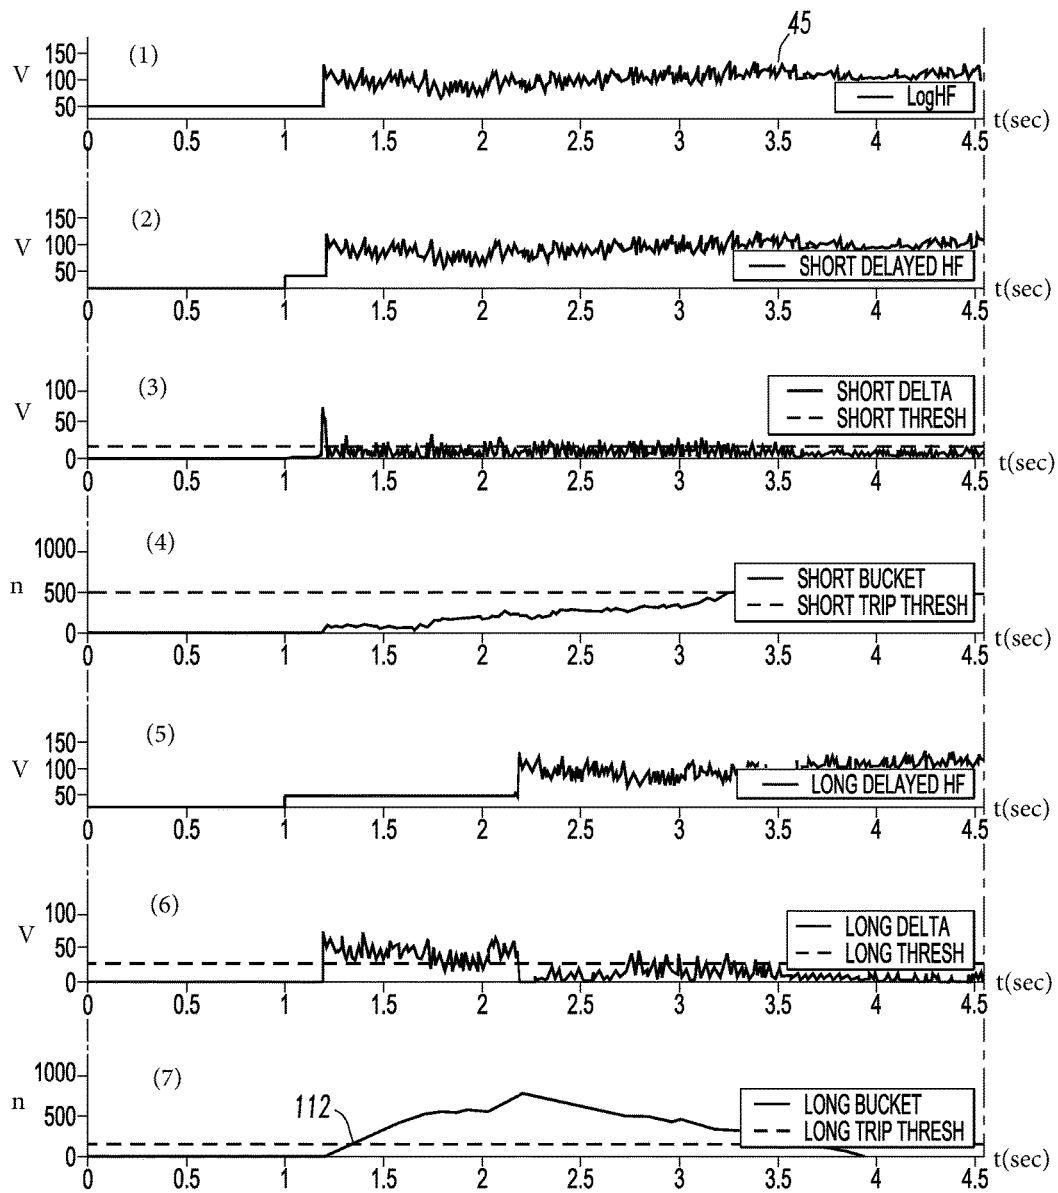 45
(1)
150
V
100
50
LogHF
t(sec)
0 0.5 1 1.5 2 2.5 3 3.5 4 4.5
(2)
150
V
100
50
SHORT DELAYED HF
t(sec)
0 0.5 1 1.5 2 2.5 3 3.5 4 4.5
(3)
100
V
50
0
SHORT DELTA
SHORT THRESH
t(sec)
0 0.5 1 1.5 2 2.5 3 3.5 4 4.5
(4)
1000
n
500
0
SHORT BUCKET
SHORT TRIP THRESH
t(sec)
0 0.5 1 1.5 2 2.5 3 3.5 4 4.5
(5)
150
V
100
50
LONG DELAYED HF
t(sec)
0 0.5 1 1.5 2 2.5 3 3.5 4 4.5
(6)
100
V
50
0
LONG DELTA
LONG THRESH
t(sec)
0 0.5 1 1.5 2 2.5 3 3.5 4 4.5
(7)
1000
n
112
500
0
LONG BUCKET
LONG TRIP THRESH
t(sec)
0 0.5 1 1.5 2 2.5 3 3.5 4 4.5